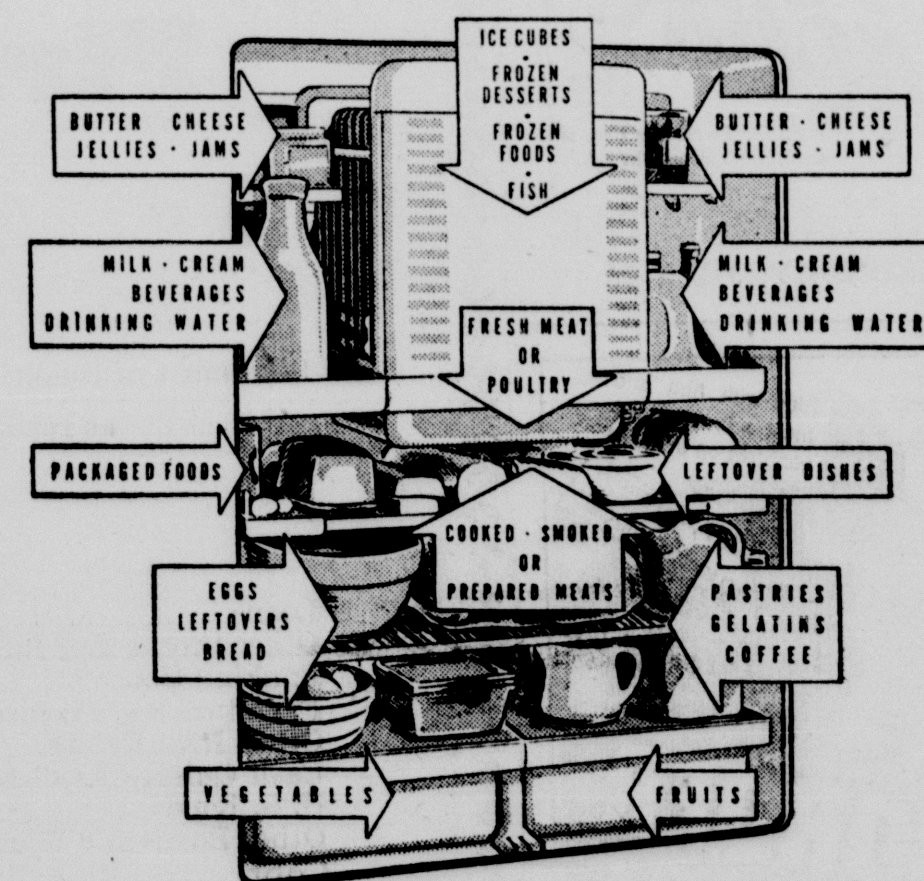 ICE CUBES
·
FROZEN
DESSERTS
·
FROZEN
FOODS
·
FISH
BUTTER CHEESE
JELLIES · JAMS
BUTTER · CHEESE
JELLIES · JAMS
MILK · CREAM
BEVERAGES
DRINKING WATER
MILK · CREAM
BEVERAGES
DRINKING WATER
FRESH MEAT
OR
POULTRY
PACKAGED FOODS
LEFTOVER DISHES
COOKED · SMOKED
OR
PREPARED MEATS
EGGS
LEFTOVERS
BREAD
PASTRIES
GELATINS
COFFEE
VEGETABLES
FRUITS